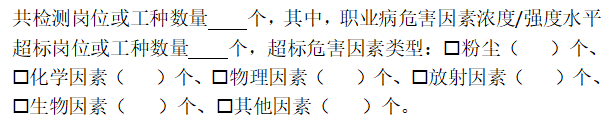 共检测岗位或工种数量____个，其中，职业病危害因素浓度/强度水平
超标岗位或工种数量____个，超标危害因素类型：□粉尘（ ）个、
□化学因素（ ）个、□物理因素（ ）个、□放射因素（ ）个、
□生物因素（ ）个、□其他因素（ ）个。